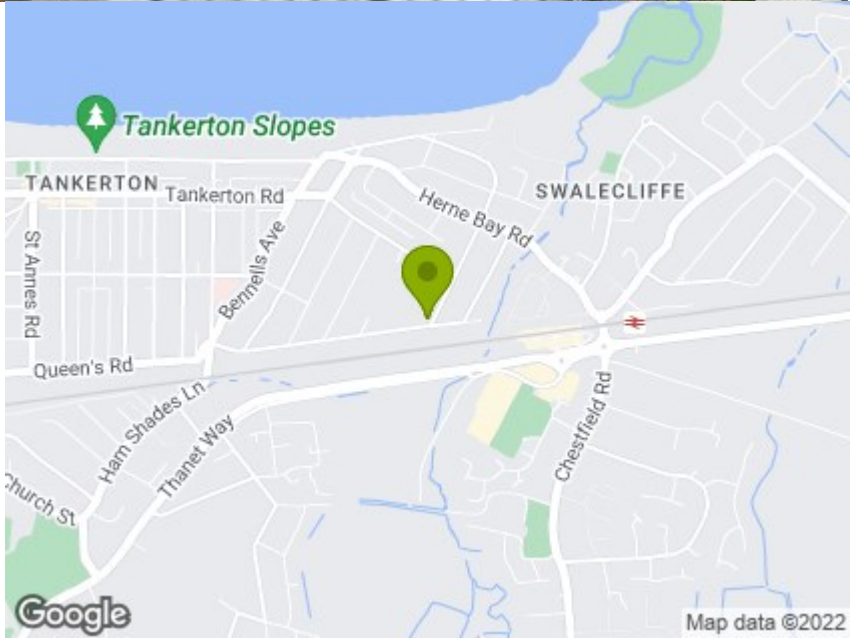 Tankerton Slopes
TANKERTON
Tankerton Rd
Herne Bay Rd
SWALECLIFFE
St Annes Rd
Bennells Ave
Queen's Rd
Ham Shades Ln
Thanet Way
Chestfield Rd
Church St
Google
Map data ©2022